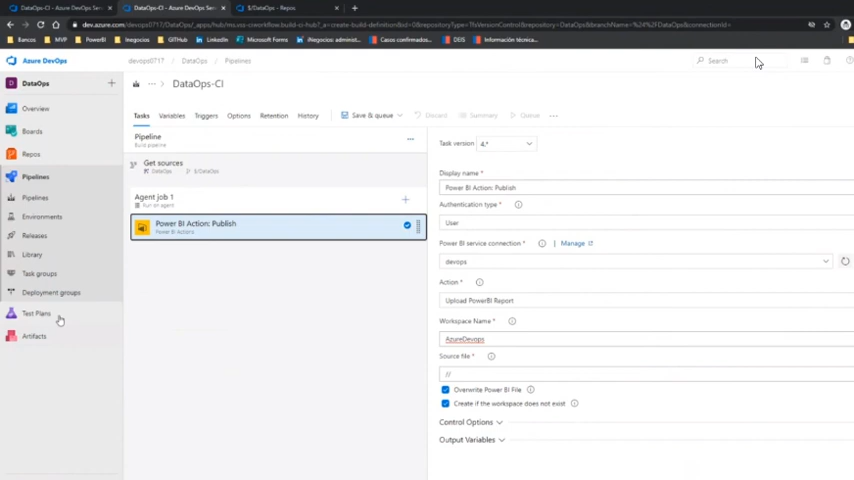 Azure DevOps Ser
DataOps-CI - Azure DevOps Ser
$/DataOps - Repos
dev.azure.com/devops0717/DataOps/_apps/hub/ms.vss-ciworkflow.build-ci-hub?_a=create-build-definition&id=0&repositoryType=TfsVersionControl&repository=DataOps&branchName=%24%2FDataOps&connectionId=
Bancos
MVP
PowerBI
Inegocios
GITHub
LinkedIn
Microsoft Forms
iNegocios: administ...
Casos confirmados...
DEIS
Información técnica...
Azure DevOps
devops0717 / DataOps / Pipelines
Search
DataOps
Overview
Boards
Repos
Pipelines
Pipelines
Environments
Releases
Library
Task groups
Deployment groups
Test Plans
Artifacts
... > DataOps-CI
Tasks Variables Triggers Options Retention History
Save & queue
Discard
Summary
Queue
...
Pipeline
Build pipeline
...
Get sources
DataOps
$/DataOps
Agent job 1
Run on agent
Power BI Action: Publish
Power BI Actions
Task version 4.*
Display name *
Power BI Action: Publish
Authentication type *
User
Power BI service connection * | Manage
devops
Action *
Upload PowerBI Report
Workspace Name *
AzureDevops
Source file *
//
Overwrite Power BI File
Create if the workspace does not exist
Control Options
Output Variables